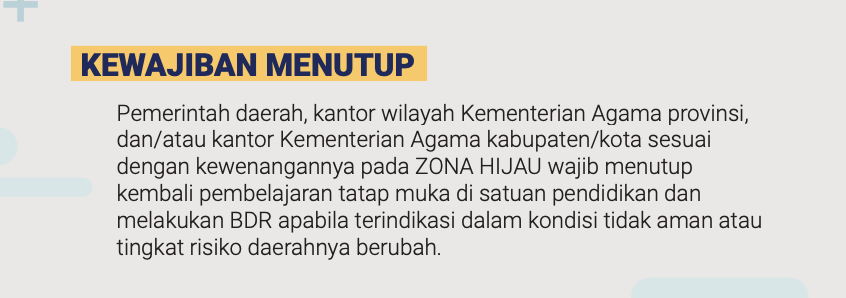 KEWAJIBAN MENUTUP
Pemerintah daerah, kantor wilayah Kementerian Agama provinsi,
dan/atau kantor Kementerian Agama kabupaten/kota sesuai
dengan kewenangannya pada ZONA HIJAU wajib menutup
kembali pembelajaran tatap muka di satuan pendidikan dan
melakukan BDR apabila terindikasi dalam kondisi tidak aman atau
tingkat risiko daerahnya berubah.